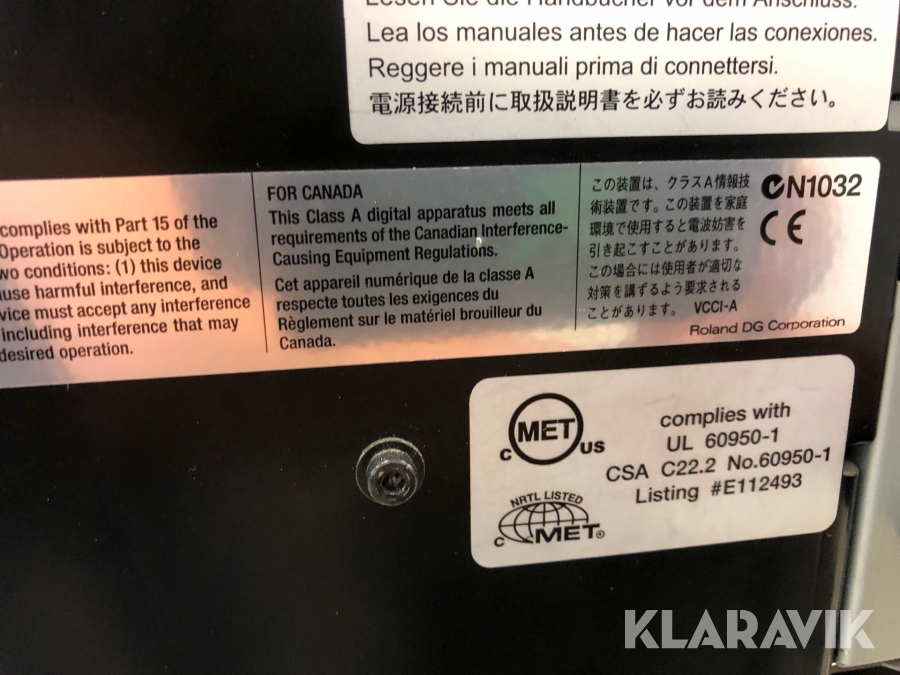 Lesen Sie die Handbücher vor dem Anschluss.
Lea los manuales antes de hacer las conexiones.
Reggere i manuali prima di connettersi.
電源接続前に取扱説明書を必ずお読みください。
complies with Part 15 of the
Operation is subject to the
wo conditions: (1) this device
use harmful interference, and
vice must accept any interference
including interference that may
desired operation.
FOR CANADA
This Class A digital apparatus meets all
requirements of the Canadian Interference-
Causing Equipment Regulations.
Cet appareil numérique de la classe A
respecte toutes les exigences du
Règlement sur le matériel brouilleur du
Canada.
この装置は、クラスA情報技
術装置です。この装置を家庭
環境で使用すると電波妨害を
引き起こすことがあります。
この場合には使用者が適切な
対策を講ずるよう要求される
ことがあります。 VCCI-A
N1032
CE
Roland DG Corporation
C MET US
complies with
UL 60950-1
CSA C22.2 No.60950-1
Listing #E112493
NRTL LISTED
C MET®
KLARAVIK